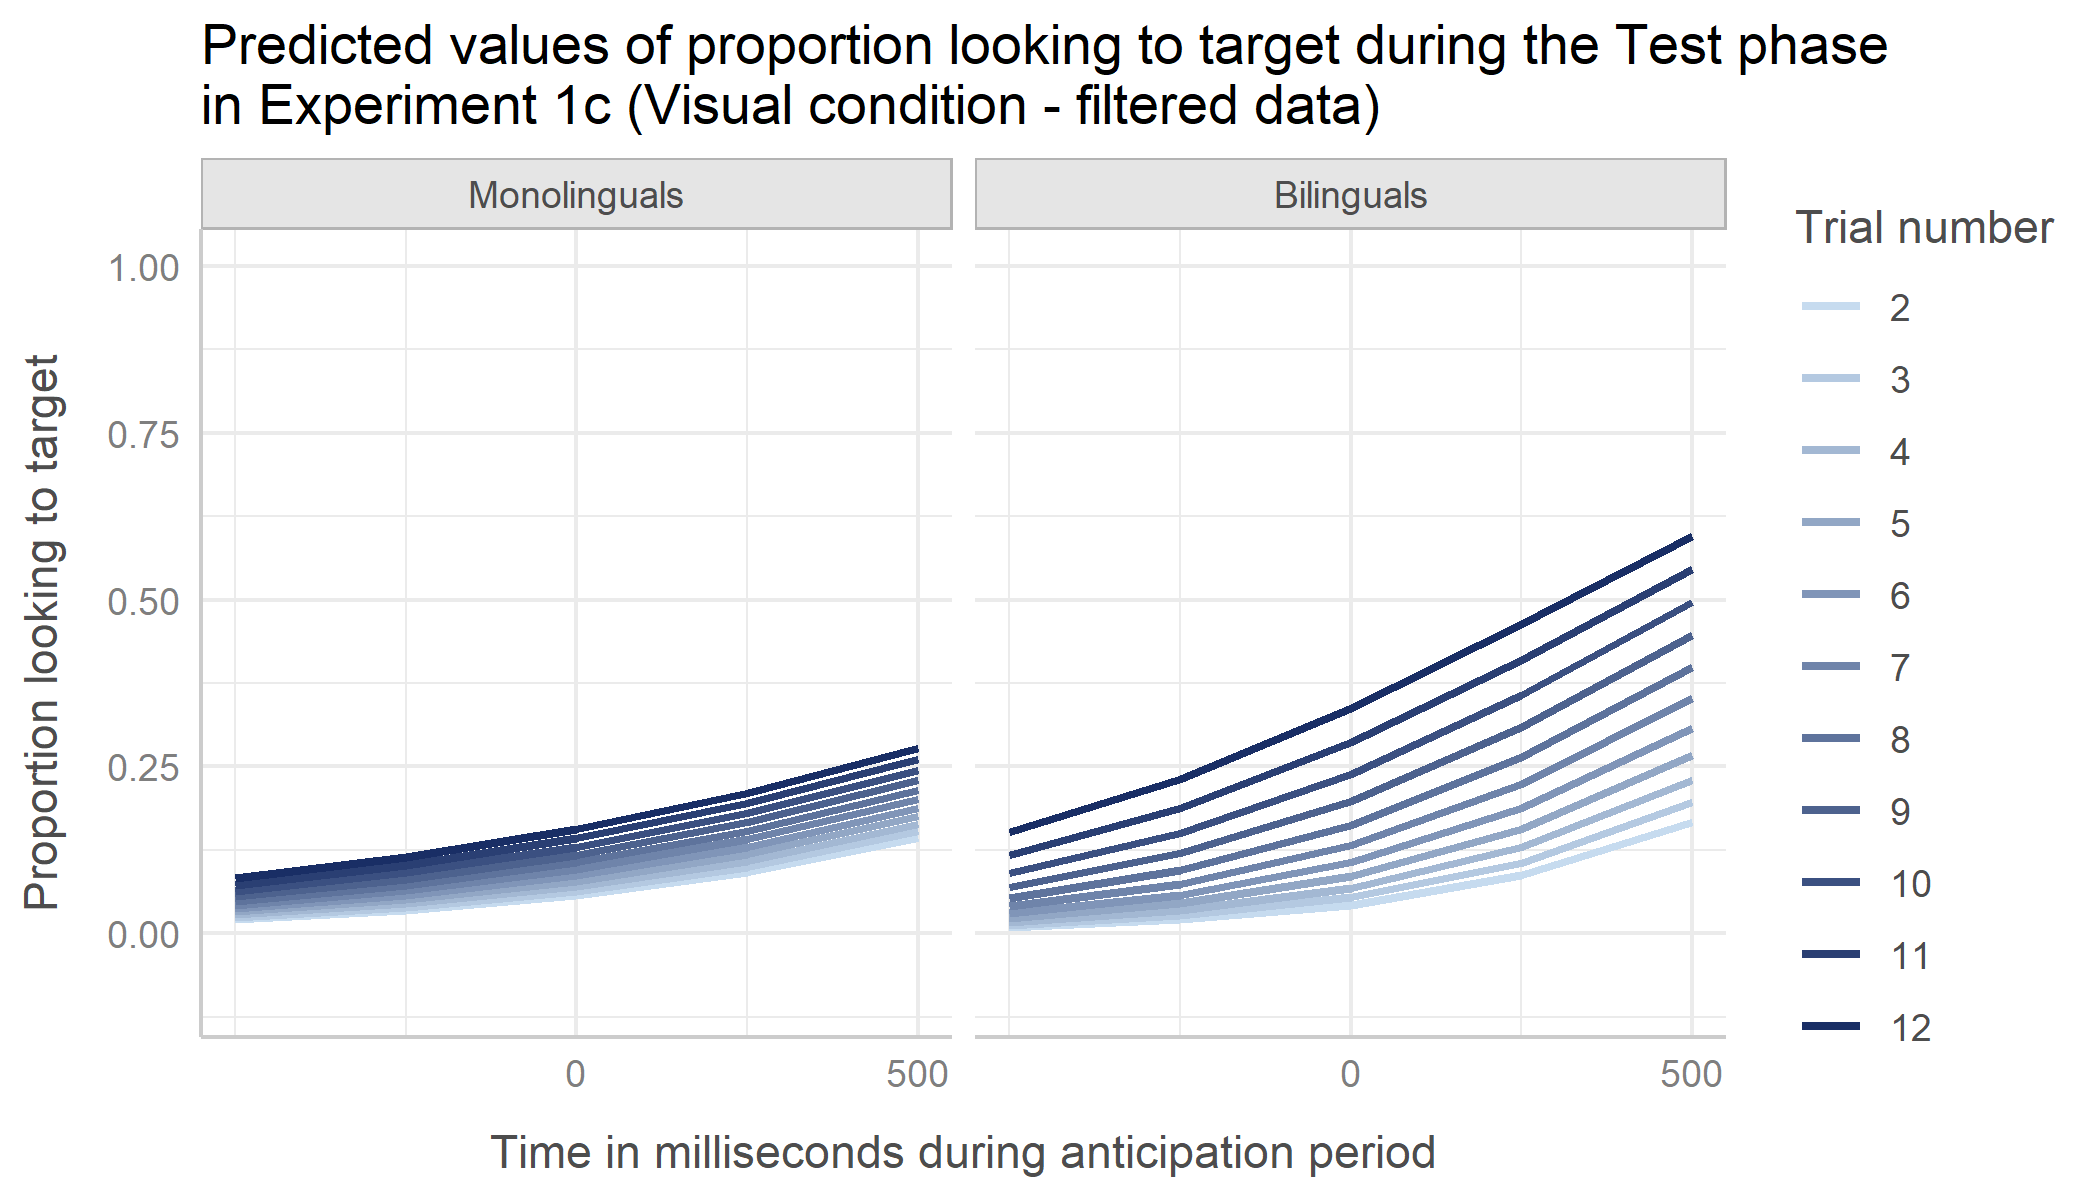 Predicted values of proportion looking to target during the Test phase
in Experiment 1c (Visual condition - filtered data)
Monolinguals
Bilinguals
Proportion looking to target
1.00
0.75
0.50
0.25
0.00
0
500
0
500
Time in milliseconds during anticipation period
Trial number
2
3
4
5
6
7
8
9
10
11
12